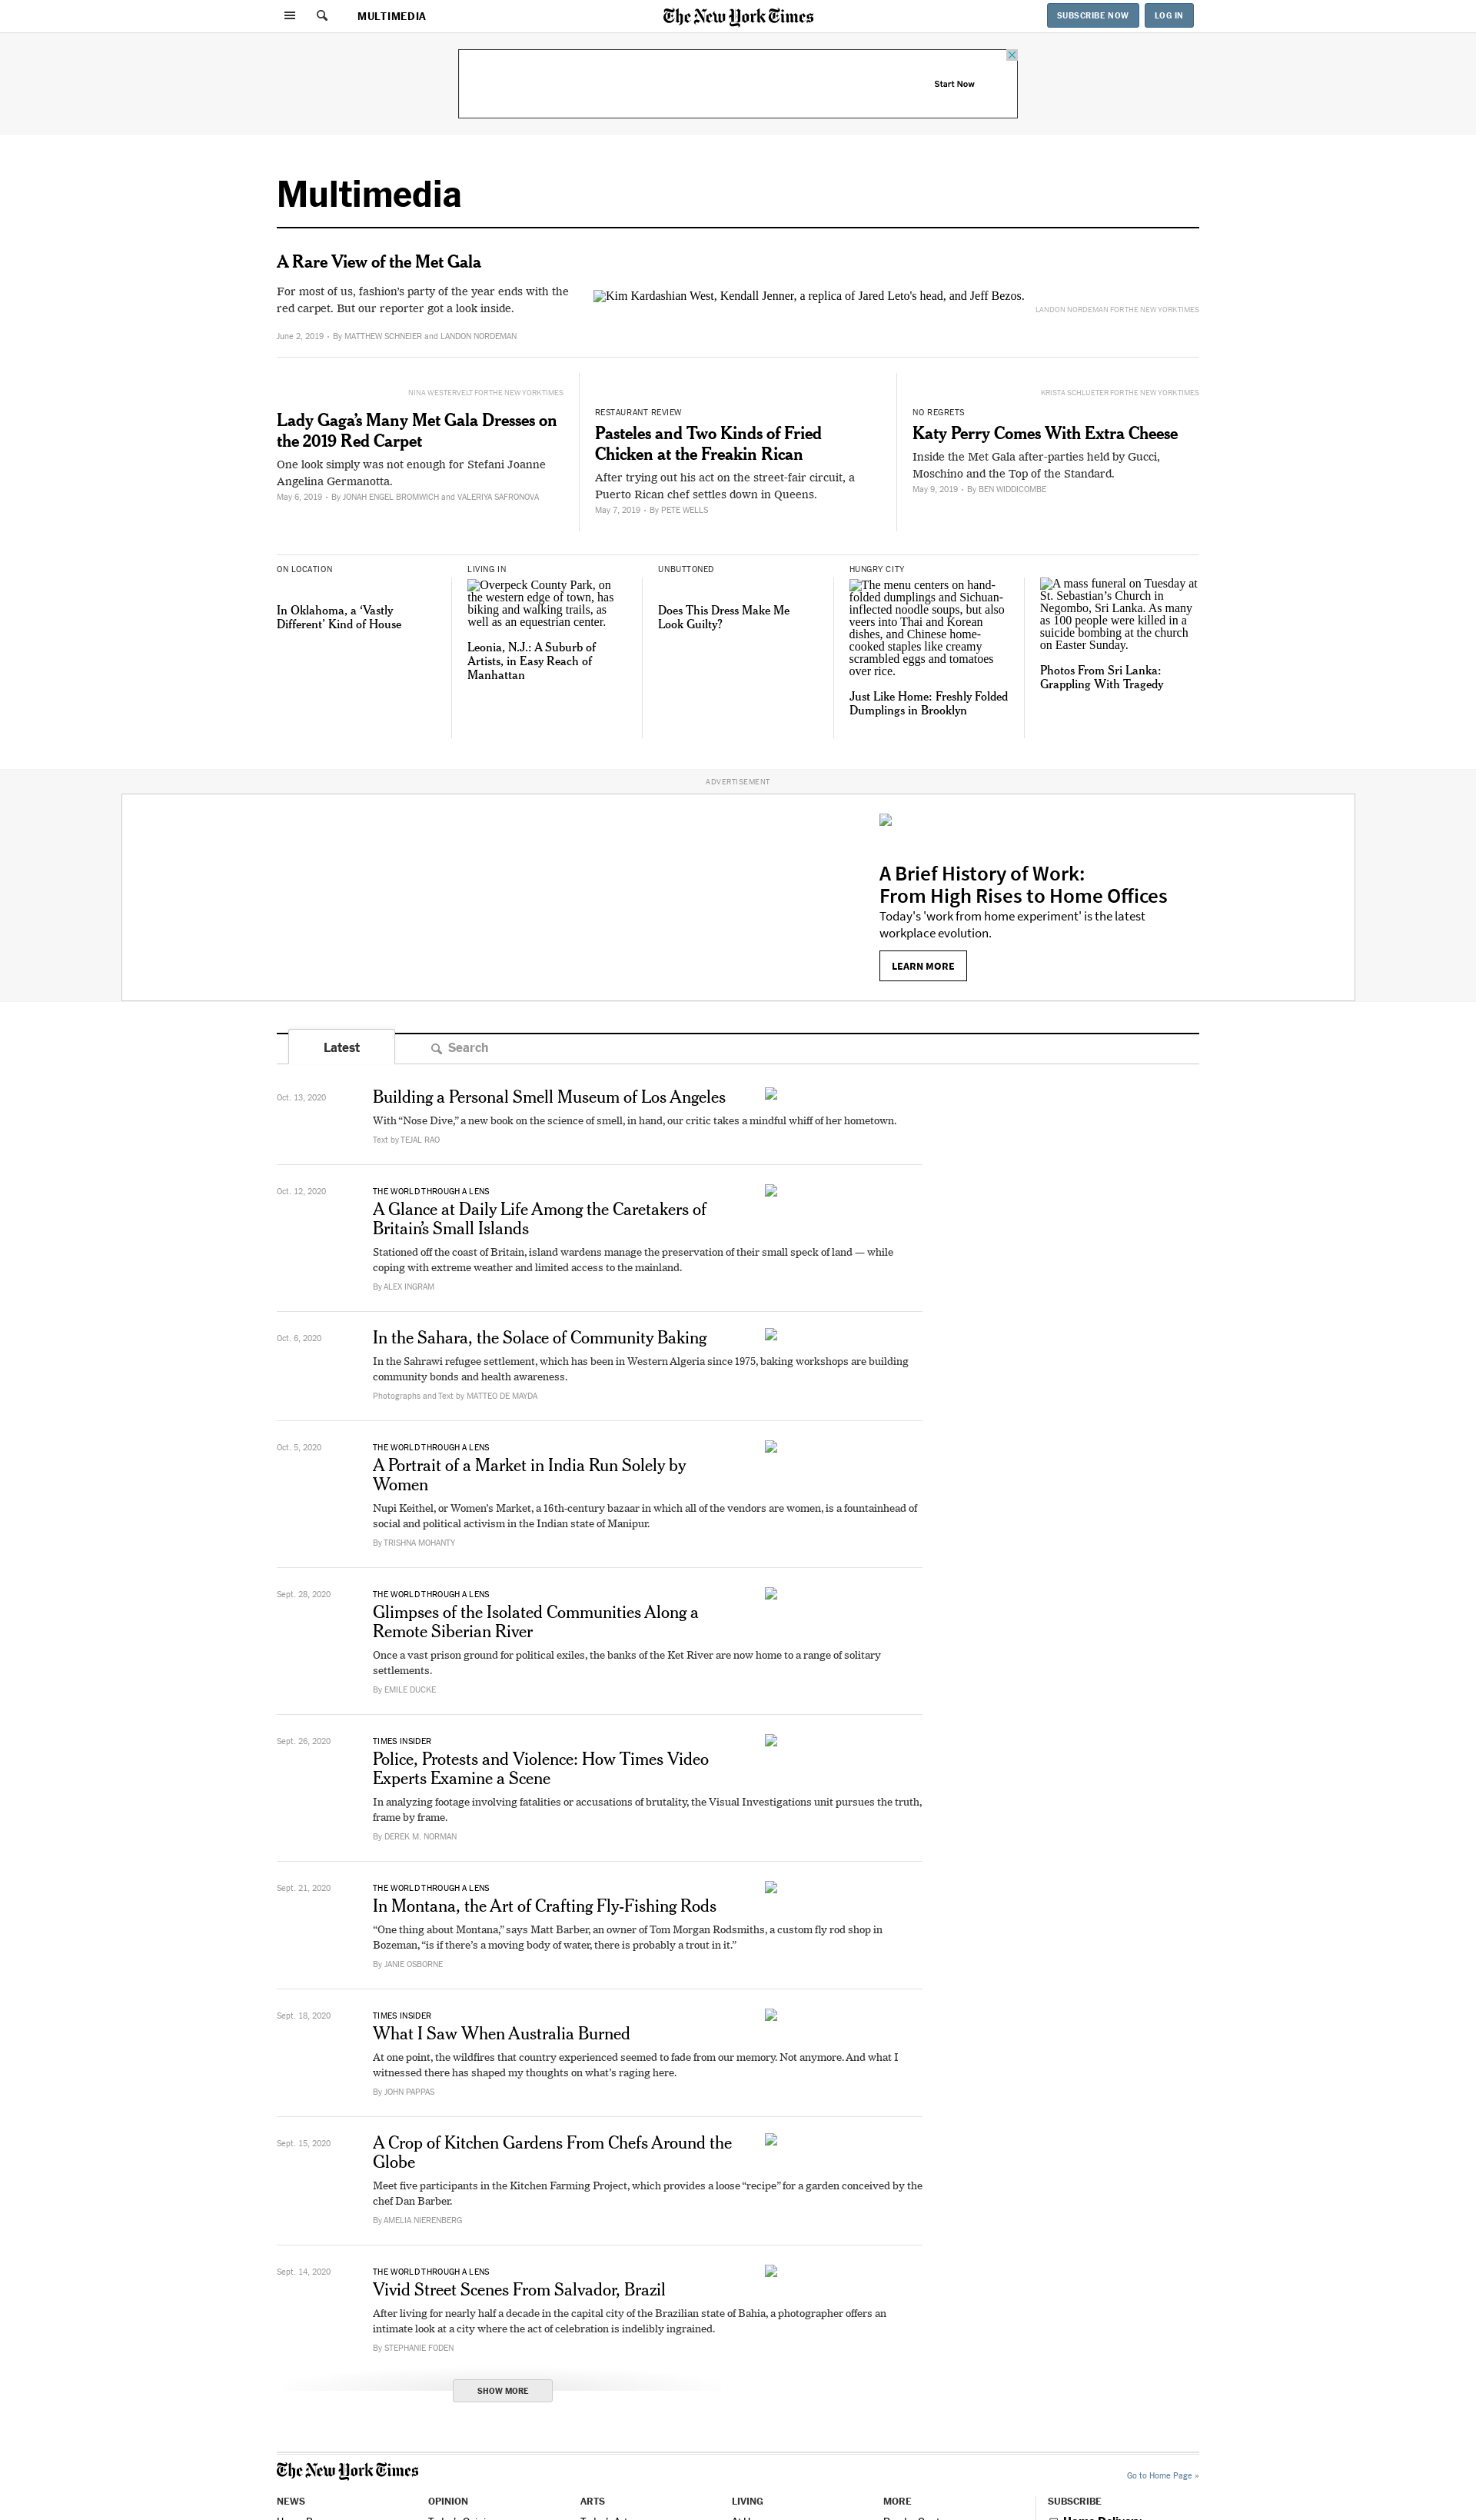 MULTIMEDIA
The New York Times
SUBSCRIBE NOW
LOG IN
Start Now
Multimedia
A Rare View of the Met Gala
For most of us, fashion's party of the year ends with the
red carpet. But our reporter got a look inside.
June 2, 2019 • By MATTHEW SCHNEIER and LANDON NORDEMAN
Kim Kardashian West, Kendall Jenner, a replica of Jared Leto's head, and Jeff Bezos.
LANDON NORDEMAN FOR THE NEW YORK TIMES
NINA WESTERVELT FOR THE NEW YORK TIMES
Lady Gaga’s Many Met Gala Dresses on
the 2019 Red Carpet
One look simply was not enough for Stefani Joanne
Angelina Germanotta.
May 6, 2019 • By JONAH ENGEL BROMWICH and VALERIYA SAFRONOVA
RESTAURANT REVIEW
Pasteles and Two Kinds of Fried
Chicken at the Freakin Rican
After trying out his act on the street-fair circuit, a
Puerto Rican chef settles down in Queens.
May 7, 2019 • By PETE WELLS
KRISTA SCHLUETER FOR THE NEW YORK TIMES
NO REGRETS
Katy Perry Comes With Extra Cheese
Inside the Met Gala after-parties held by Gucci,
Moschino and the Top of the Standard.
May 9, 2019 • By BEN WIDDICOMBE
ON LOCATION
In Oklahoma, a ‘Vastly
Different’ Kind of House
LIVING IN
Overpeck County Park, on
the western edge of town, has
biking and walking trails, as
well as an equestrian center.
Leonia, N.J.: A Suburb of
Artists, in Easy Reach of
Manhattan
UNBUTTONED
Does This Dress Make Me
Look Guilty?
HUNGRY CITY
The menu centers on hand-
folded dumplings and Sichuan-
inflected noodle soups, but also
veers into Thai and Korean
dishes, and Chinese home-
cooked staples like creamy
scrambled eggs and tomatoes
over rice.
Just Like Home: Freshly Folded
Dumplings in Brooklyn
A mass funeral on Tuesday at
St. Sebastian’s Church in
Negombo, Sri Lanka. As many
as 100 people were killed in a
suicide bombing at the church
on Easter Sunday.
Photos From Sri Lanka:
Grappling With Tragedy
ADVERTISEMENT
A Brief History of Work:
From High Rises to Home Offices
Today's 'work from home experiment' is the latest
workplace evolution.
LEARN MORE
Latest
Search
Oct. 13, 2020
Building a Personal Smell Museum of Los Angeles
With “Nose Dive,” a new book on the science of smell, in hand, our critic takes a mindful whiff of her hometown.
Text by TEJAL RAO
Oct. 12, 2020
THE WORLD THROUGH A LENS
A Glance at Daily Life Among the Caretakers of
Britain’s Small Islands
Stationed off the coast of Britain, island wardens manage the preservation of their small speck of land — while
coping with extreme weather and limited access to the mainland.
By ALEX INGRAM
Oct. 6, 2020
In the Sahara, the Solace of Community Baking
In the Sahrawi refugee settlement, which has been in Western Algeria since 1975, baking workshops are building
community bonds and health awareness.
Photographs and Text by MATTEO DE MAYDA
Oct. 5, 2020
THE WORLD THROUGH A LENS
A Portrait of a Market in India Run Solely by
Women
Nupi Keithel, or Women’s Market, a 16th-century bazaar in which all of the vendors are women, is a fountainhead of
social and political activism in the Indian state of Manipur.
By TRISHNA MOHANTY
Sept. 28, 2020
THE WORLD THROUGH A LENS
Glimpses of the Isolated Communities Along a
Remote Siberian River
Once a vast prison ground for political exiles, the banks of the Ket River are now home to a range of solitary
settlements.
By EMILE DUCKE
Sept. 26, 2020
TIMES INSIDER
Police, Protests and Violence: How Times Video
Experts Examine a Scene
In analyzing footage involving fatalities or accusations of brutality, the Visual Investigations unit pursues the truth,
frame by frame.
By DEREK M. NORMAN
Sept. 21, 2020
THE WORLD THROUGH A LENS
In Montana, the Art of Crafting Fly-Fishing Rods
“One thing about Montana,” says Matt Barber, an owner of Tom Morgan Rodsmiths, a custom fly rod shop in
Bozeman, “is if there’s a moving body of water, there is probably a trout in it.”
By JANIE OSBORNE
Sept. 18, 2020
TIMES INSIDER
What I Saw When Australia Burned
At one point, the wildfires that country experienced seemed to fade from our memory. Not anymore. And what I
witnessed there has shaped my thoughts on what’s raging here.
By JOHN PAPPAS
Sept. 15, 2020
A Crop of Kitchen Gardens From Chefs Around the
Globe
Meet five participants in the Kitchen Farming Project, which provides a loose “recipe” for a garden conceived by the
chef Dan Barber.
By AMELIA NIERENBERG
Sept. 14, 2020
THE WORLD THROUGH A LENS
Vivid Street Scenes From Salvador, Brazil
After living for nearly half a decade in the capital city of the Brazilian state of Bahia, a photographer offers an
intimate look at a city where the act of celebration is indelibly ingrained.
By STEPHANIE FODEN
SHOW MORE
The New York Times
Go to Home Page »
NEWS
OPINION
ARTS
LIVING
MORE
SUBSCRIBE